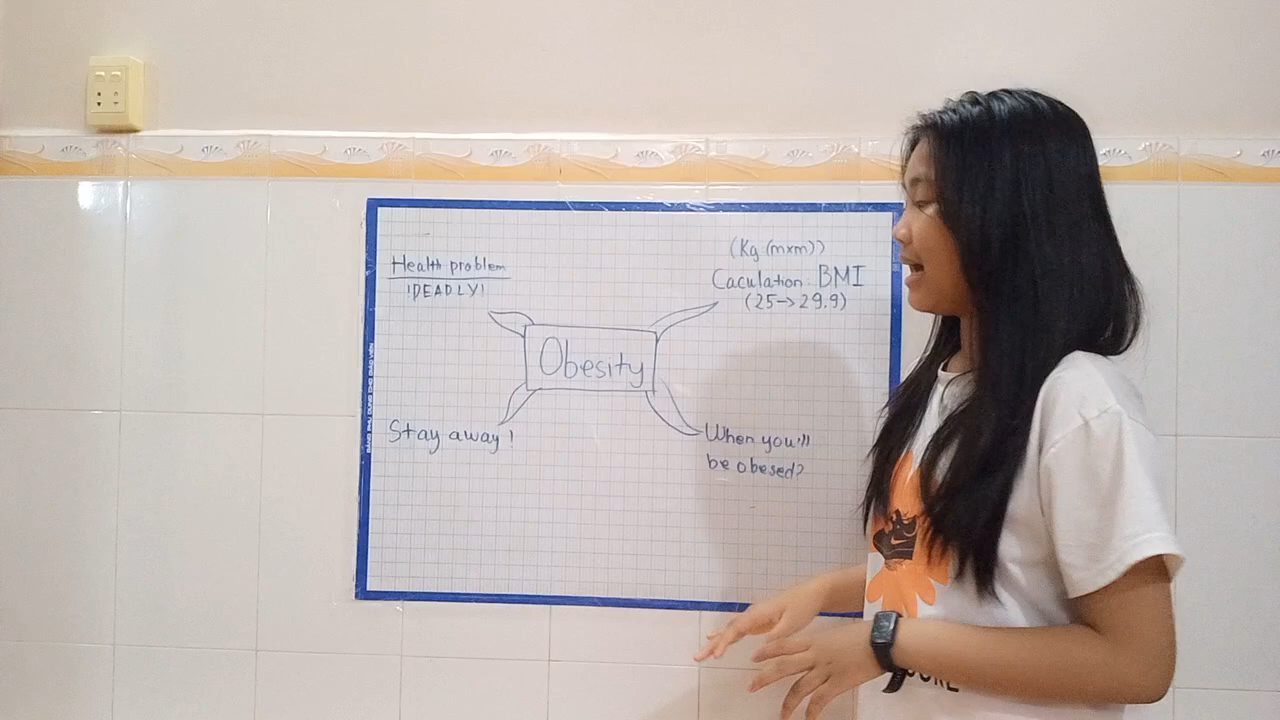 Health problem
!DEADLY!
(Kg (mxm))
Caculation: BMI
(25→29.9)
Obesity
Stay away!
When you'll
be obesed?